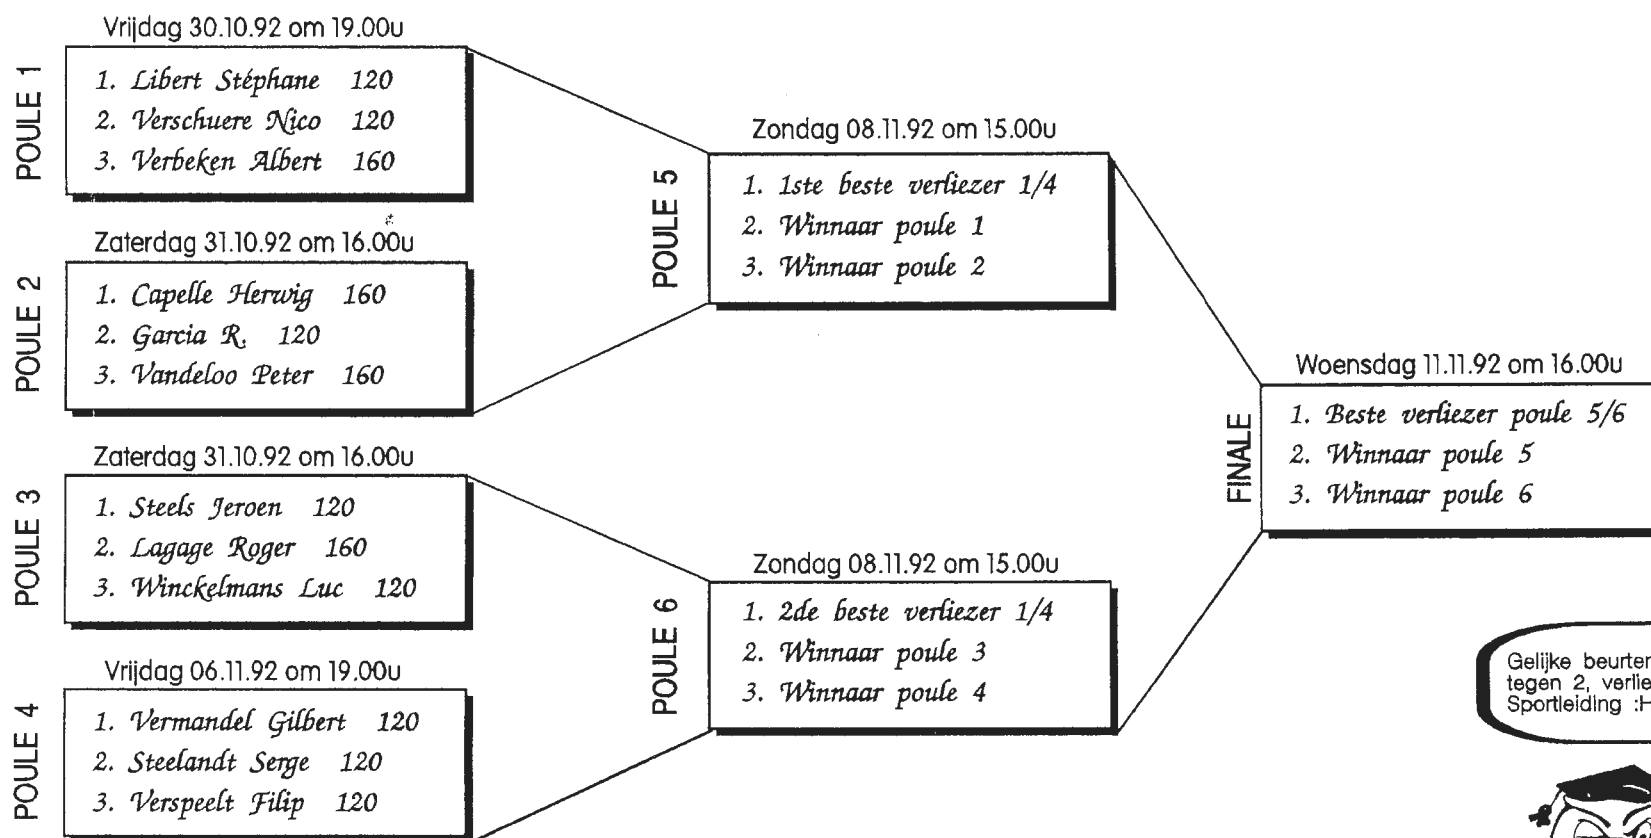 Vrijdag 30.10.92 om 19.00u
POULE 1
1. Libert Stéphane 120
2. Verschuere Nico 120
3. Verbeken Albert 160
Zaterdag 31.10.92 om 16.00u
POULE 2
1. Capelle Herwig 160
2. Garcia R. 120
3. Vandeloo Peter 160
Zaterdag 31.10.92 om 16.00u
POULE 3
1. Steels Jeroen 120
2. Lagage Roger 160
3. Winckelmans Luc 120
Vrijdag 06.11.92 om 19.00u
POULE 4
1. Vermandel Gilbert 120
2. Steelandt Serge 120
3. Verspeelt Filip 120
Zondag 08.11.92 om 15.00u
POULE 5
1. 1ste beste verliezer 1/4
2. Winnaar poule 1
3. Winnaar poule 2
Zondag 08.11.92 om 15.00u
POULE 6
1. 2de beste verliezer 1/4
2. Winnaar poule 3
3. Winnaar poule 4
Woensdag 11.11.92 om 16.00u
FINALE
1. Beste verliezer poule 5/6
2. Winnaar poule 5
3. Winnaar poule 6
Gelijke beurten
tegen 2, verlie
Sportleiding :H